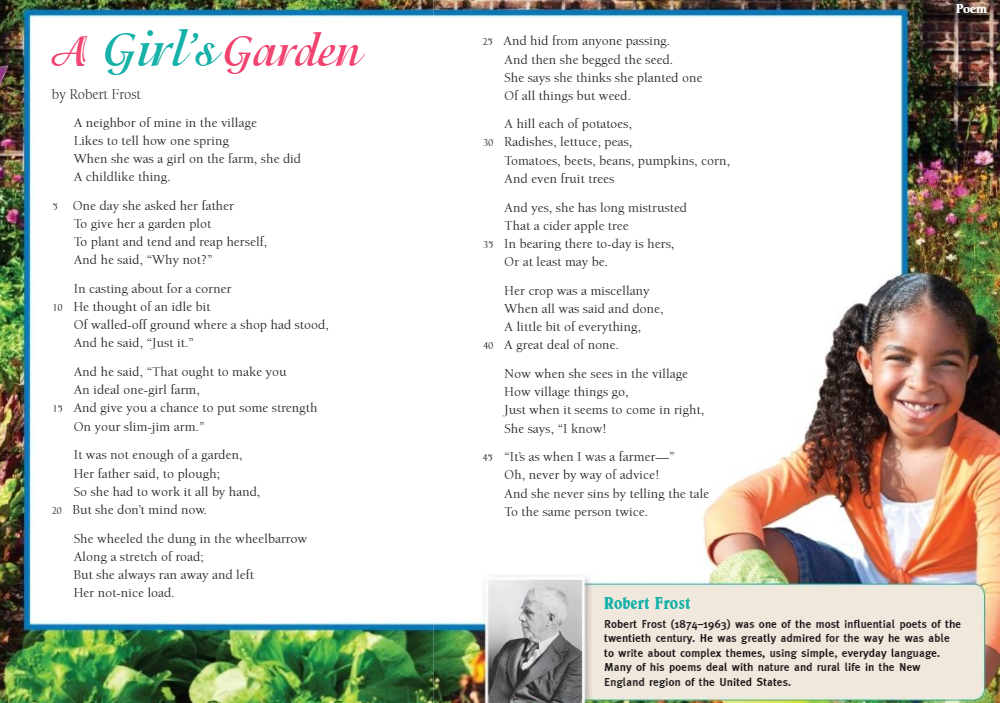 Poem
A Girl's Garden
by Robert Frost
A neighbor of mine in the village
Likes to tell how one spring
When she was a girl on the farm, she did
A childlike thing.
5 One day she asked her father
To give her a garden plot
To plant and tend and reap herself,
And he said, “Why not?”
In casting about for a corner
10 He thought of an idle bit
Of walled-off ground where a shop had stood,
And he said, “Just it.”
And he said, “That ought to make you
An ideal one-girl farm,
15 And give you a chance to put some strength
On your slim-jim arm.”
It was not enough of a garden,
Her father said, to plough;
So she had to work it all by hand,
20 But she don't mind now.
She wheeled the dung in the wheelbarrow
Along a stretch of road;
But she always ran away and left
Her not-nice load.
25 And hid from anyone passing.
And then she begged the seed.
She says she thinks she planted one
Of all things but weed.
A hill each of potatoes,
30 Radishes, lettuce, peas,
Tomatoes, beets, beans, pumpkins, corn,
And even fruit trees
And yes, she has long mistrusted
That a cider apple tree
35 In bearing there to-day is hers,
Or at least may be.
Her crop was a miscellany
When all was said and done,
A little bit of everything,
40 A great deal of none.
Now when she sees in the village
How village things go,
Just when it seems to come in right,
She says, “I know!
45 “It's as when I was a farmer—”
Oh, never by way of advice!
And she never sins by telling the tale
To the same person twice.
Robert Frost
Robert Frost (1874–1963) was one of the most influential poets of the
twentieth century. He was greatly admired for the way he was able
to write about complex themes, using simple, everyday language.
Many of his poems deal with nature and rural life in the New
England region of the United States.